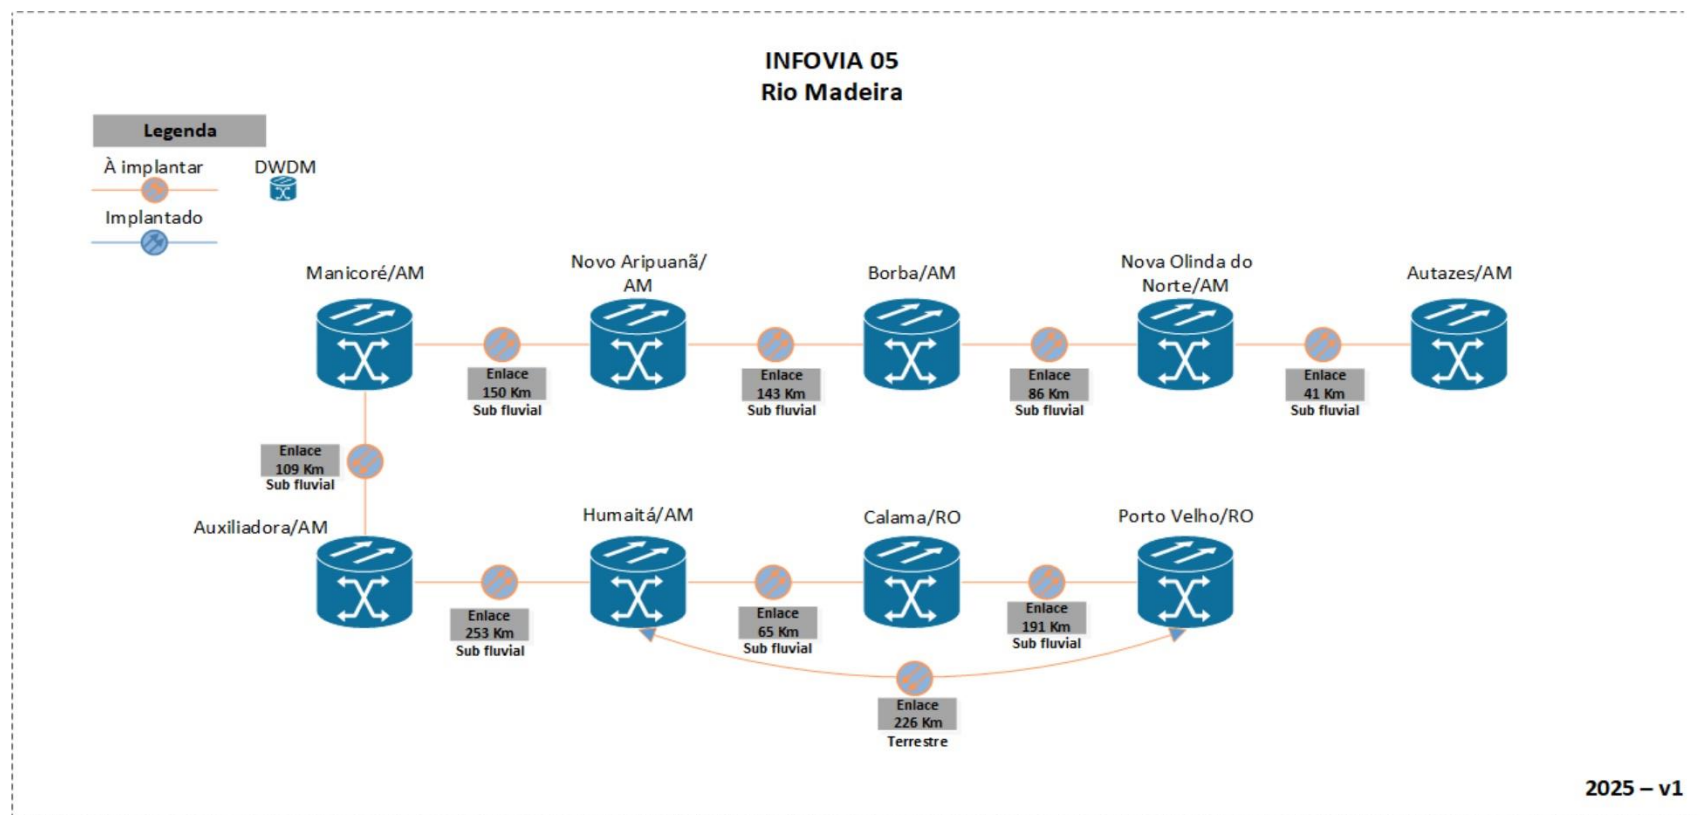 INFOVIA 05
Rio Madeira
Legenda
À implantar
DWDM
Implantado
Manicoré/AM
Novo Aripuanã/
AM
Borba/AM
Nova Olinda do
Norte/AM
Autazes/AM
Enlace
150 Km
Sub fluvial
Enlace
143 Km
Sub fluvial
Enlace
86 Km
Sub fluvial
Enlace
41 Km
Sub fluvial
Enlace
109 Km
Sub fluvial
Auxiliadora/AM
Humaitá/AM
Calama/RO
Porto Velho/RO
Enlace
253 Km
Sub fluvial
Enlace
65 Km
Sub fluvial
Enlace
191 Km
Sub fluvial
Enlace
226 Km
Terrestre
2025 – v1